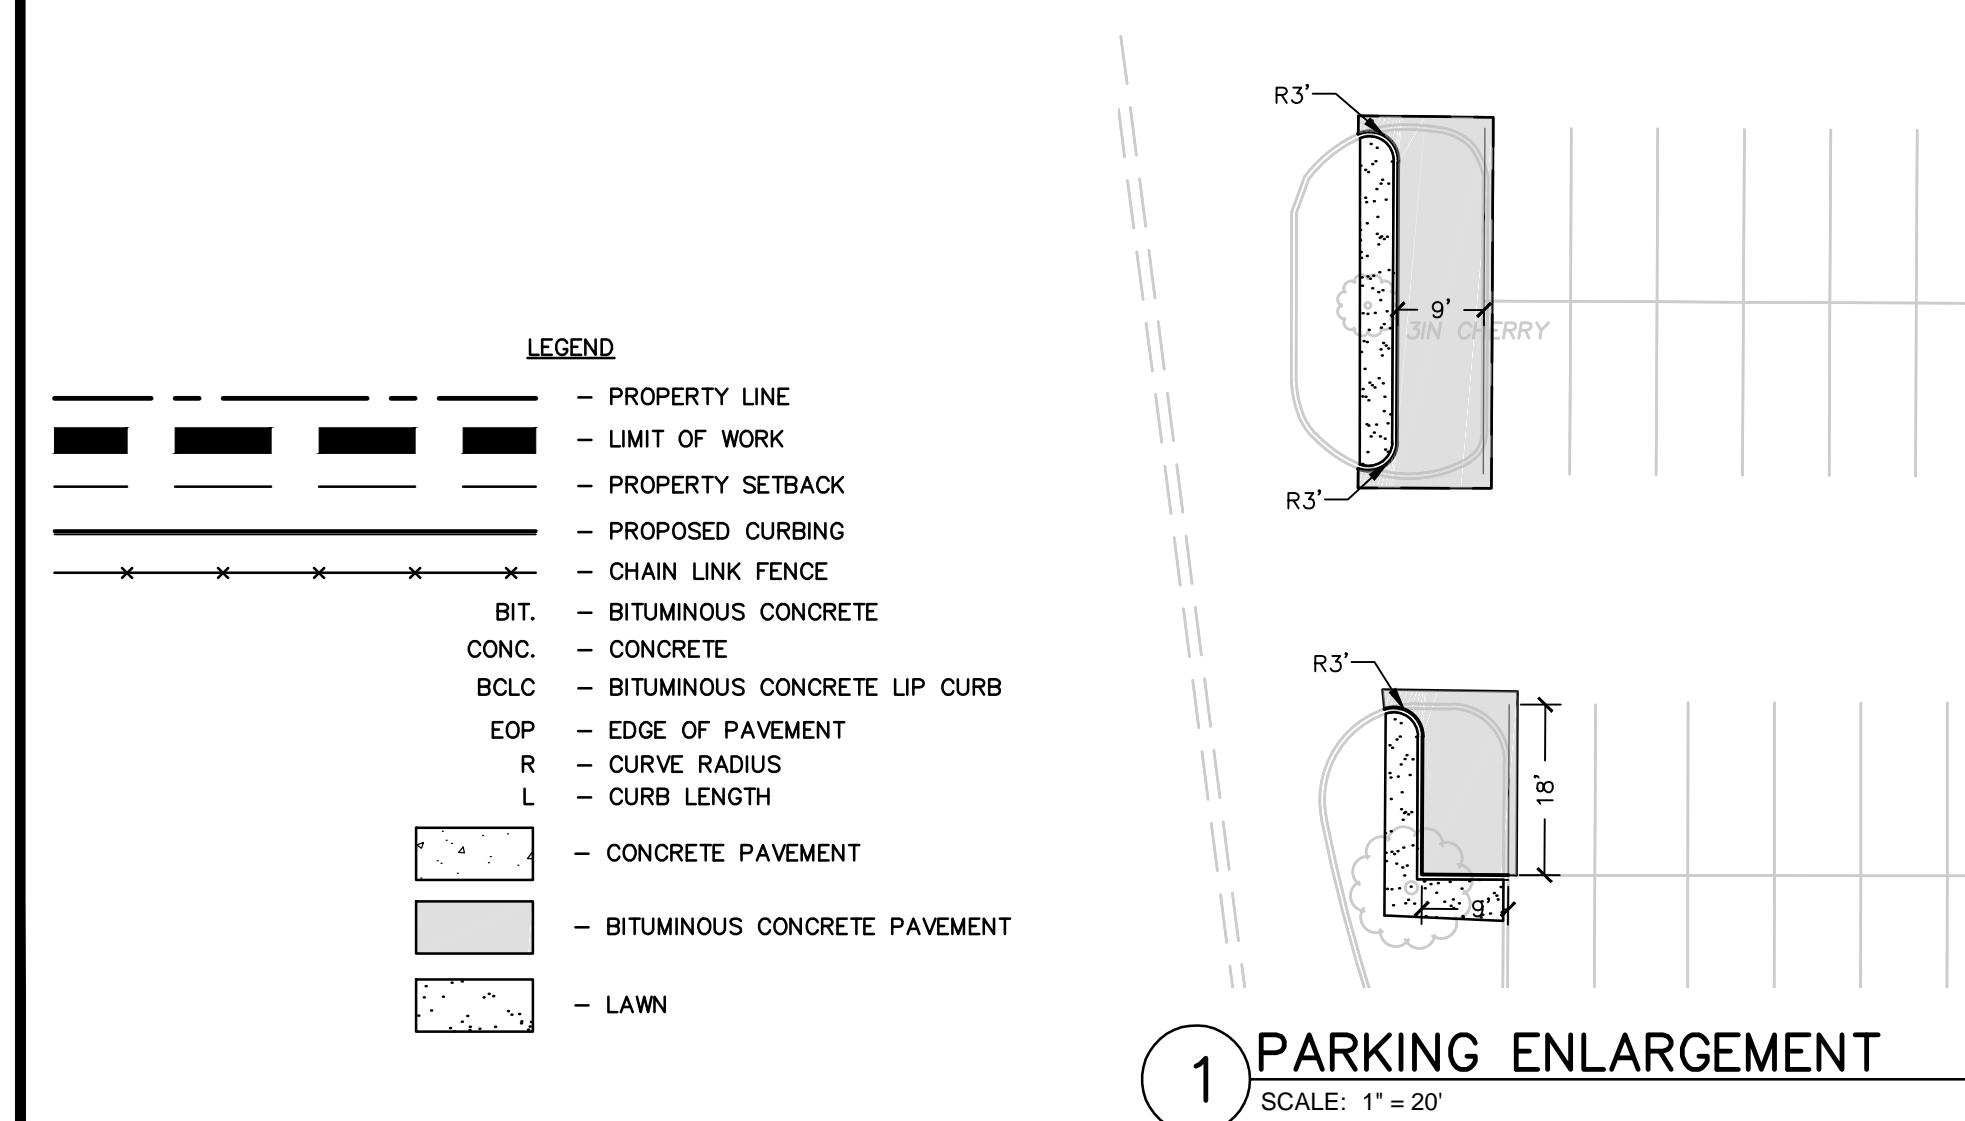 LEGEND
– PROPERTY LINE
– LIMIT OF WORK
– PROPERTY SETBACK
– PROPOSED CURBING
– CHAIN LINK FENCE
BIT. – BITUMINOUS CONCRETE
CONC. – CONCRETE
BCLC – BITUMINOUS CONCRETE LIP CURB
EOP – EDGE OF PAVEMENT
R – CURVE RADIUS
L – CURB LENGTH
– CONCRETE PAVEMENT
– BITUMINOUS CONCRETE PAVEMENT
– LAWN
R3'
9'
3IN CHERRY
R3'
R3'
18'
9'
1 PARKING ENLARGEMENT
SCALE: 1" = 20'